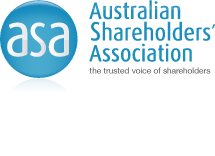 asa
Australian
Shareholders'
Association
the trusted voice of shareholders